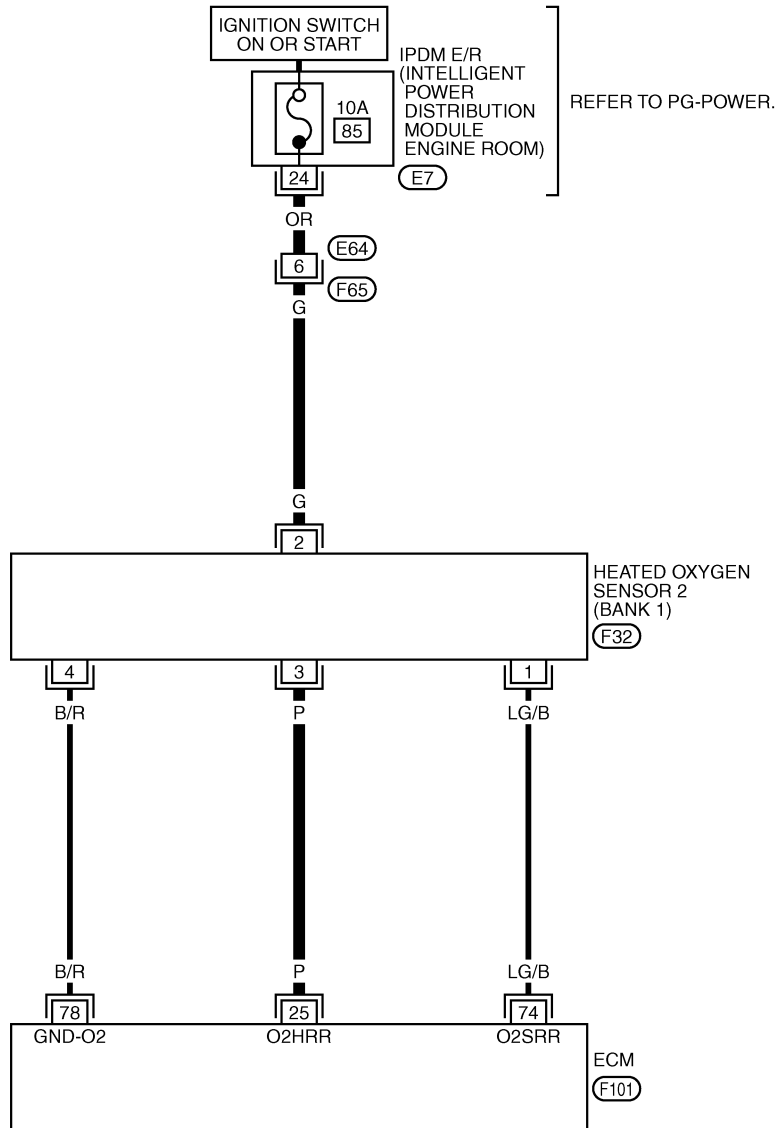 IGNITION SWITCH
ON OR START
IPDM E/R
(INTELLIGENT
POWER
DISTRIBUTION
MODULE
ENGINE ROOM)
REFER TO PG-POWER.
10A
85
24
E7
OR
E64
6
F65
G
G
2
HEATED OXYGEN
SENSOR 2
(BANK 1)
F32
4 3 1
B/R P LG/B
B/R P LG/B
78 25 74
GND-O2 O2HRR O2SRR
ECM
F101